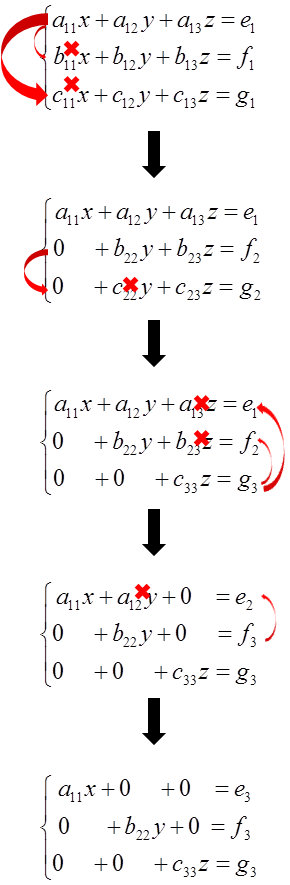 a₁₁x + a₁₂y + a₁₃z = e₁
b₁₁x + b₁₂y + b₁₃z = f₁
c₁₁x + c₁₂y + c₁₃z = g₁
a₁₁x + a₁₂y + a₁₃z = e₁
0 + b₂₂y + b₂₃z = f₂
0 + c₂₂y + c₂₃z = g₂
a₁₁x + a₁₂y + a₁₃z = e₁
0 + b₂₂y + b₂₃z = f₂
0 + 0 + c₃₃z = g₃
a₁₁x + a₁₂y + 0 = e₂
0 + b₂₂y + 0 = f₃
0 + 0 + c₃₃z = g₃
a₁₁x + 0 + 0 = e₃
0 + b₂₂y + 0 = f₃
0 + 0 + c₃₃z = g₃